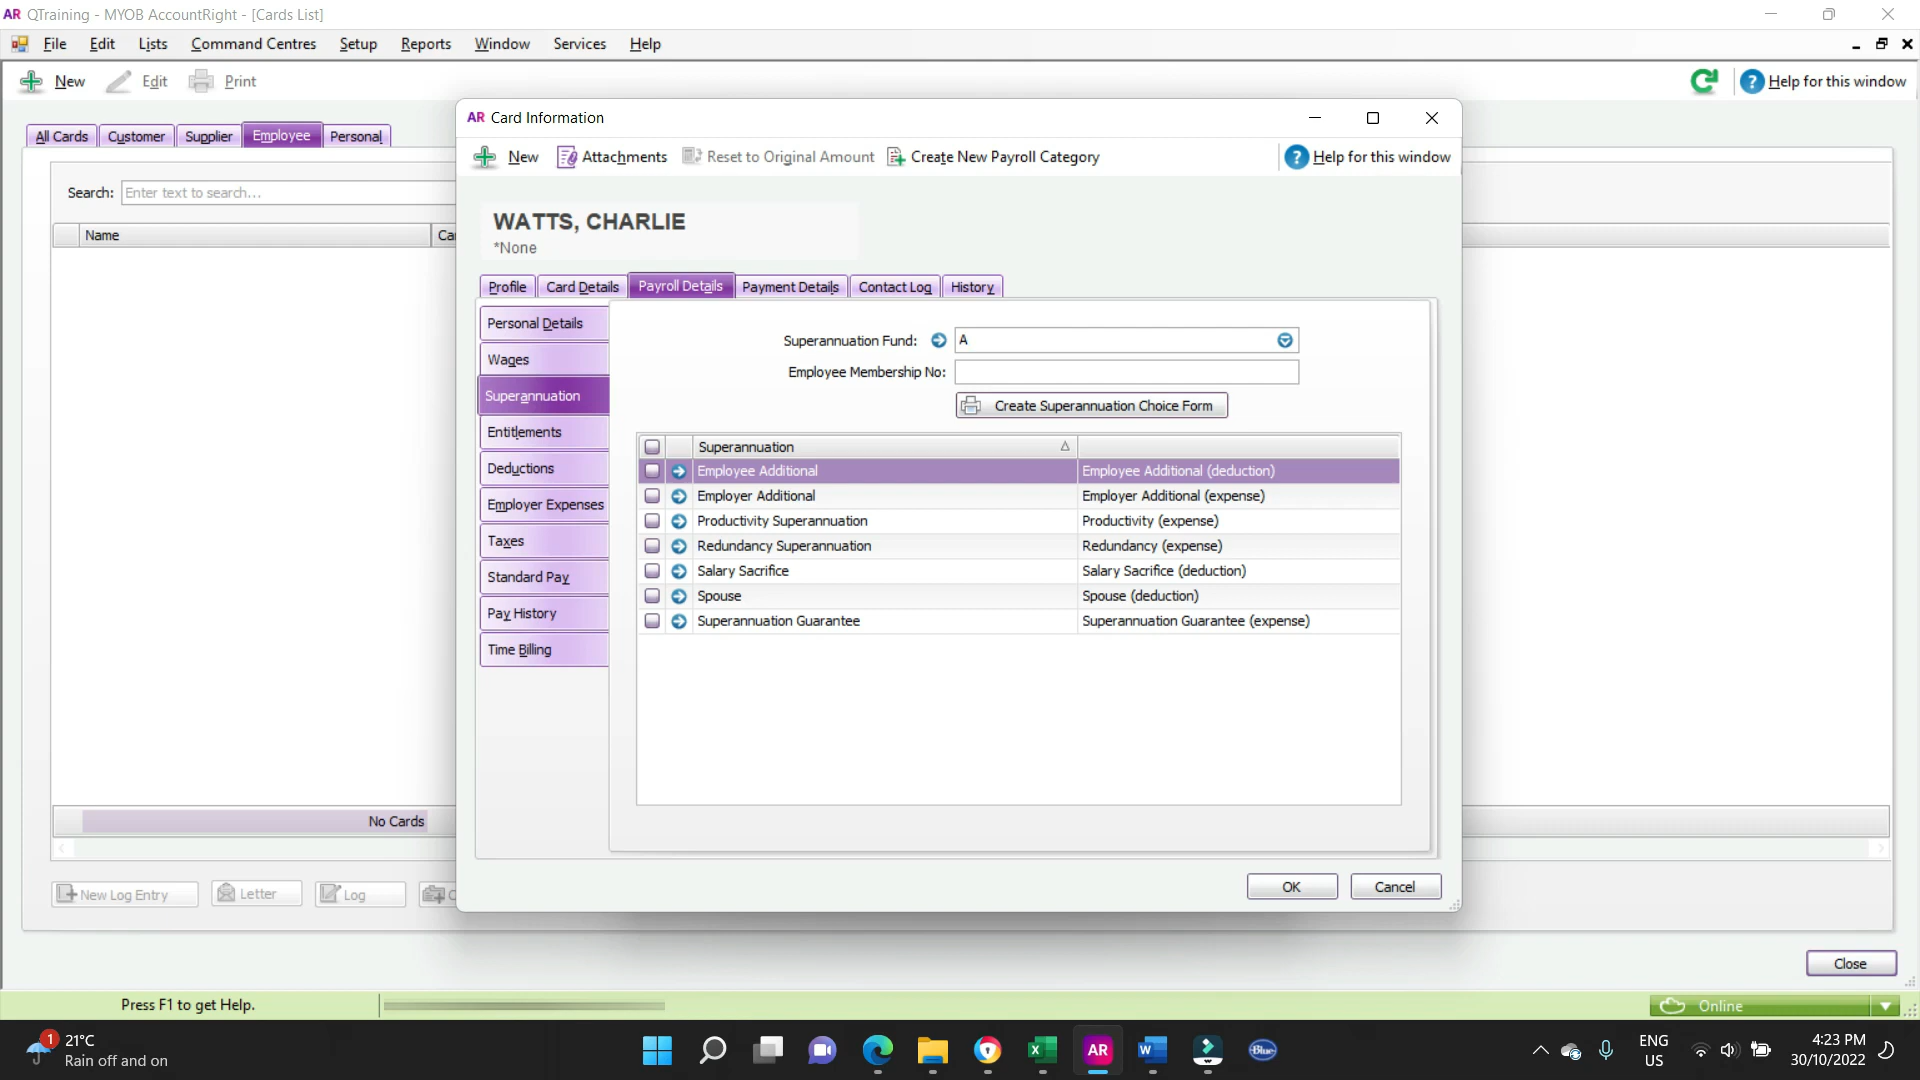 AR QTraining - MYOB AccountRight - [Cards List]
File Edit Lists Command Centres Setup Reports Window Services Help
New Edit Print
? Help for this window
All Cards Customer Supplier Employee Personal
Search: Enter text to search...
Name
No Cards
New Log Entry Letter Log
AR Card Information
New Attachments Reset to Original Amount Create New Payroll Category
? Help for this window
WATTS, CHARLIE
*None
Profile Card Details Payroll Details Payment Details Contact Log History
Personal Details
Wages
Superannuation
Entitlements
Deductions
Employer Expenses
Taxes
Standard Pay
Pay History
Time Billing
Superannuation Fund: A
Employee Membership No:
Create Superannuation Choice Form
Superannuation
Employee Additional Employee Additional (deduction)
Employer Additional Employer Additional (expense)
Productivity Superannuation Productivity (expense)
Redundancy Superannuation Redundancy (expense)
Salary Sacrifice Salary Sacrifice (deduction)
Spouse Spouse (deduction)
Superannuation Guarantee Superannuation Guarantee (expense)
OK Cancel
Close
Press F1 to get Help.
Online
1 21°C
Rain off and on
AR
Blue
ENG
US
4:23 PM
30/10/2022